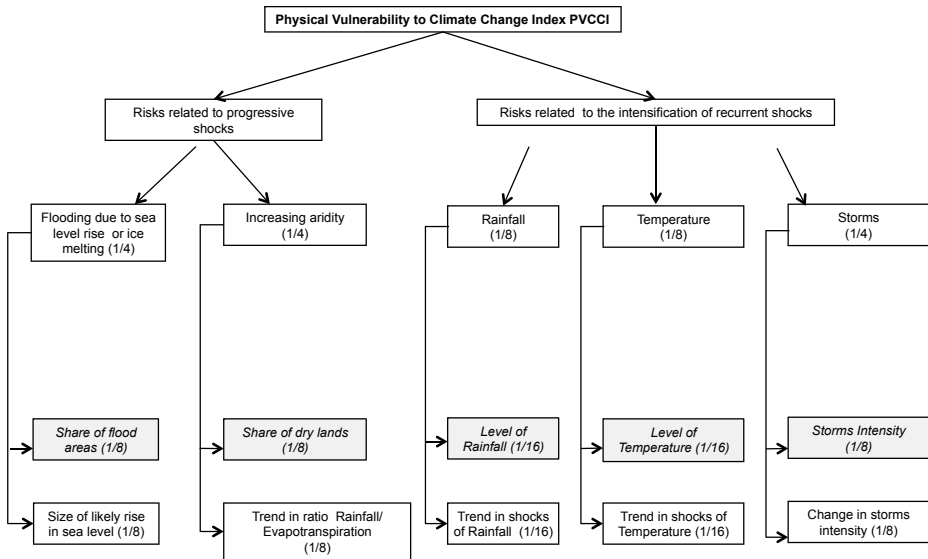 Physical Vulnerability to Climate Change Index PVCCI
Risks related to progressive
shocks
Risks related to the intensification of recurrent shocks
Flooding due to sea
level rise or ice
melting (1/4)
Increasing aridity
(1/4)
Rainfall
(1/8)
Temperature
(1/8)
Storms
(1/4)
Share of flood
areas (1/8)
Share of dry lands
(1/8)
Level of
Rainfall (1/16)
Level of
Temperature (1/16)
Storms Intensity
(1/8)
Size of likely rise
in sea level (1/8)
Trend in ratio Rainfall/
Evapotranspiration
(1/8)
Trend in shocks
of Rainfall (1/16)
Trend in shocks of
Temperature (1/16)
Change in storms
intensity (1/8)